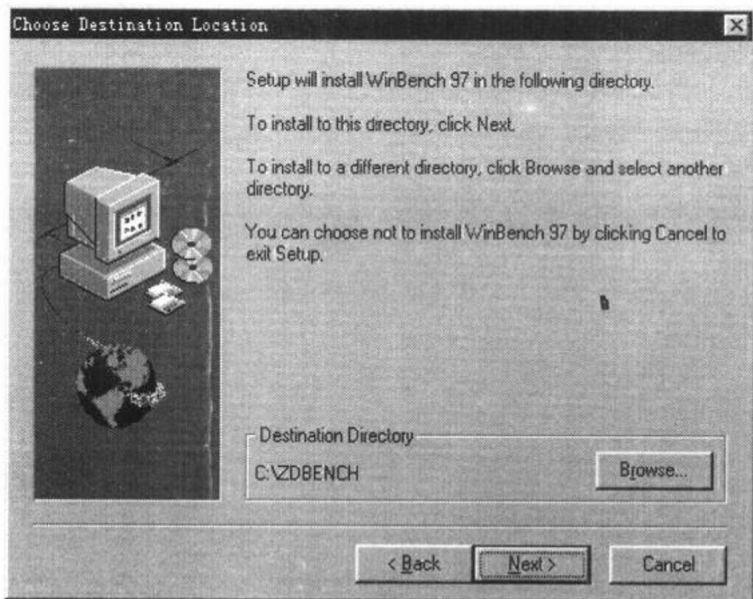 Choose Destination Location
Setup will install WinBench 97 in the following directory.
To install to this directory, click Next.
To install to a different directory, click Browse and select another
directory.
You can choose not to install WinBench 97 by clicking Cancel to
exit Setup.
Destination Directory
C:\ZDBENCH
Browse...
< Back
Next >
Cancel